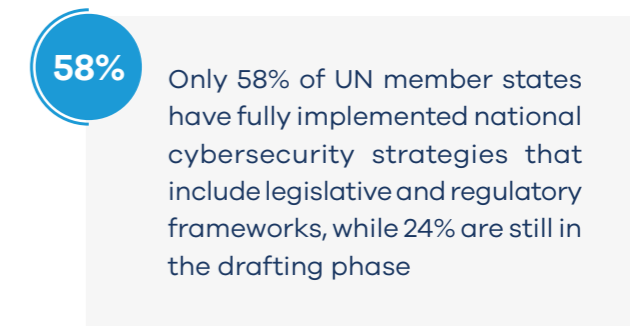 58%
Only 58% of UN member states
have fully implemented national
cybersecurity strategies that
include legislative and regulatory
frameworks, while 24% are still in
the drafting phase